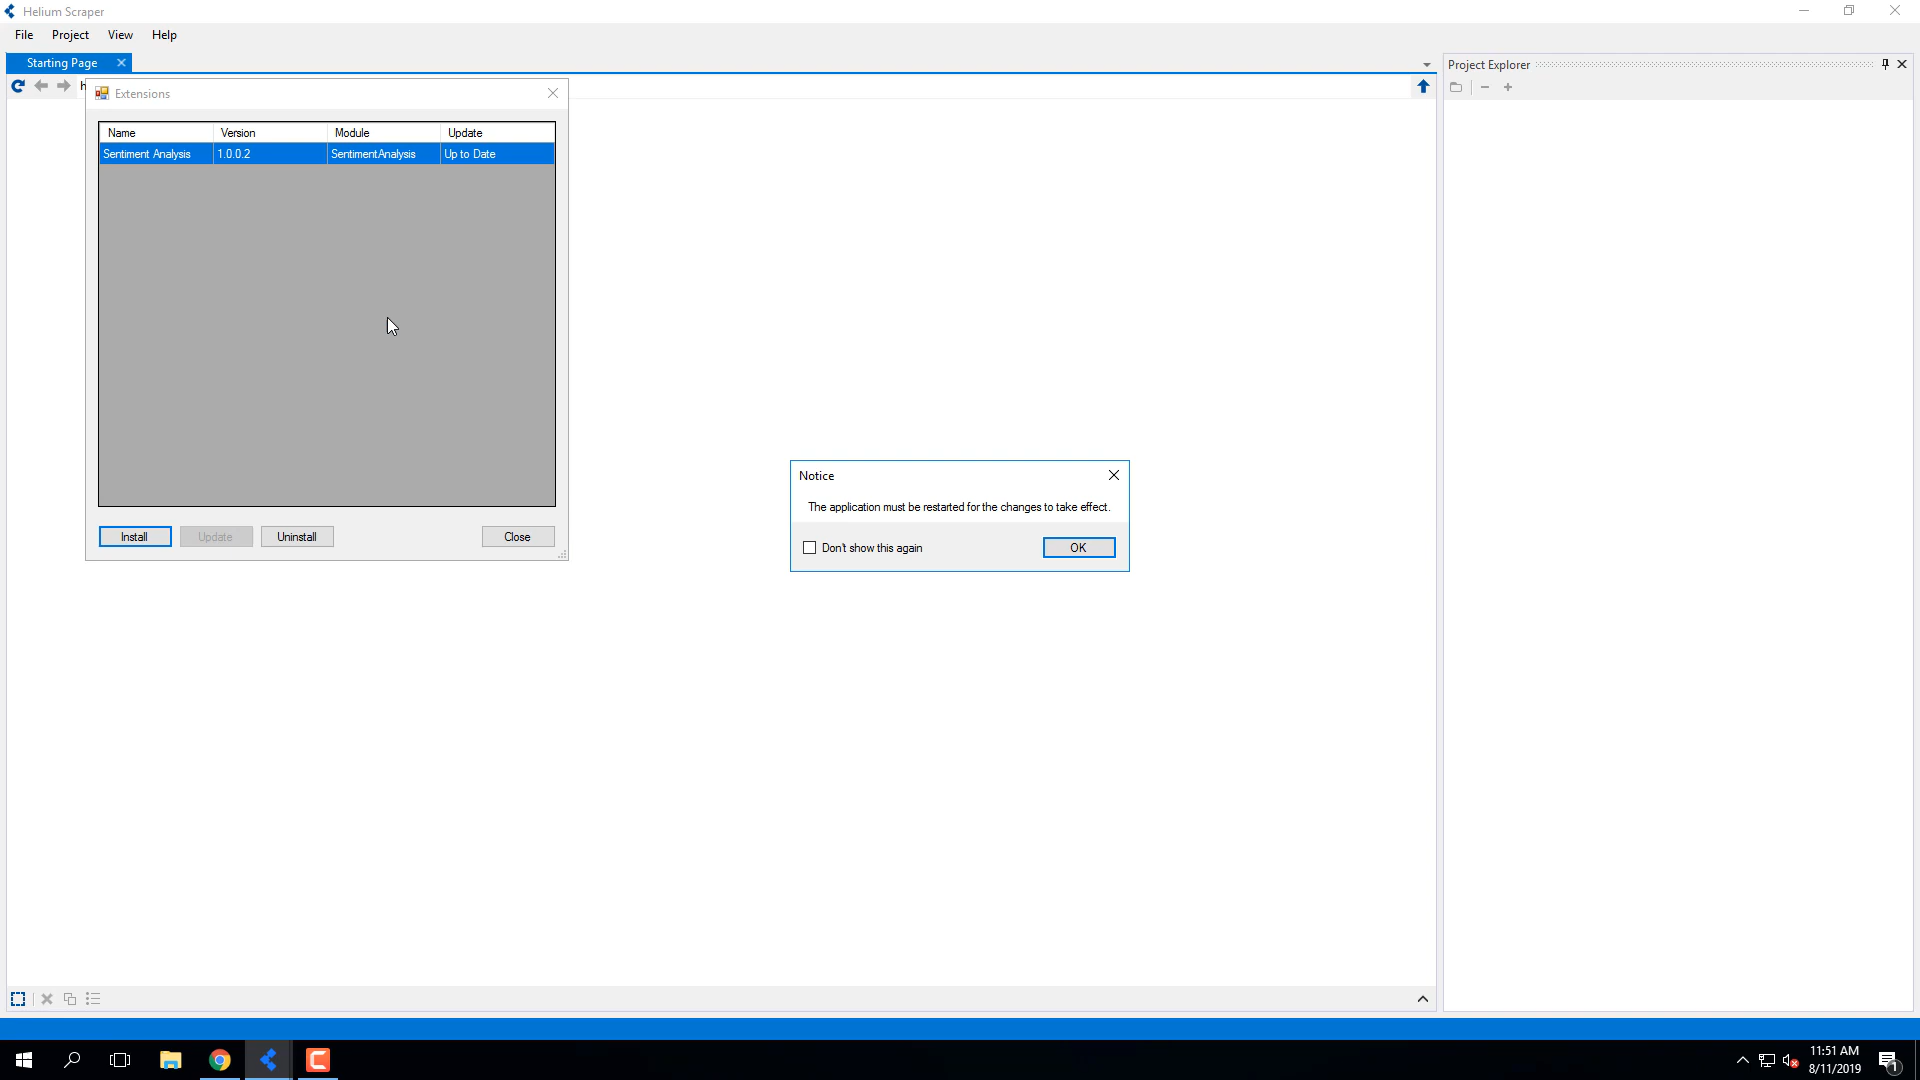 Helium Scraper
File Project View Help
Starting Page
Project Explorer
h
Extensions
Name Version Module Update
Sentiment Analysis 1.0.0.2 SentimentAnalysis Up to Date
Install Update Uninstall Close
Notice
The application must be restarted for the changes to take effect.
Don't show this again OK
11:51 AM
8/11/2019
1